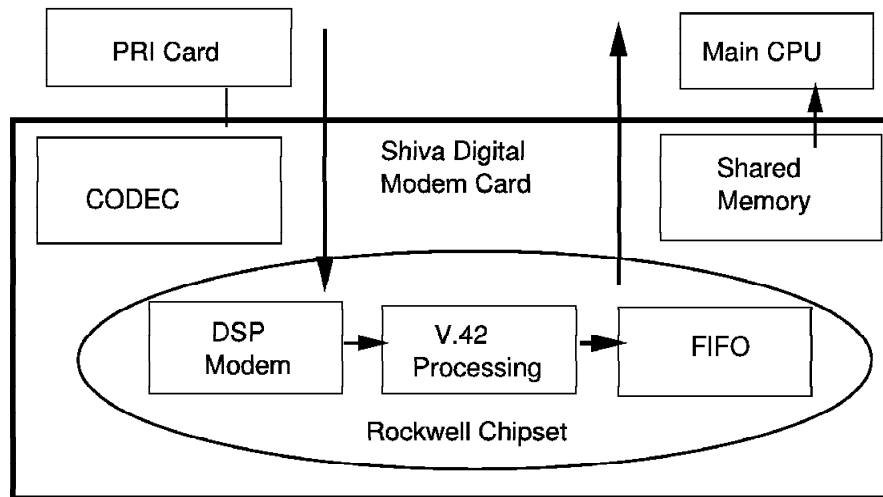 PRI Card
Main CPU
CODEC
Shiva Digital
Modem Card
Shared
Memory
DSP
Modem
V.42
Processing
FIFO
Rockwell Chipset